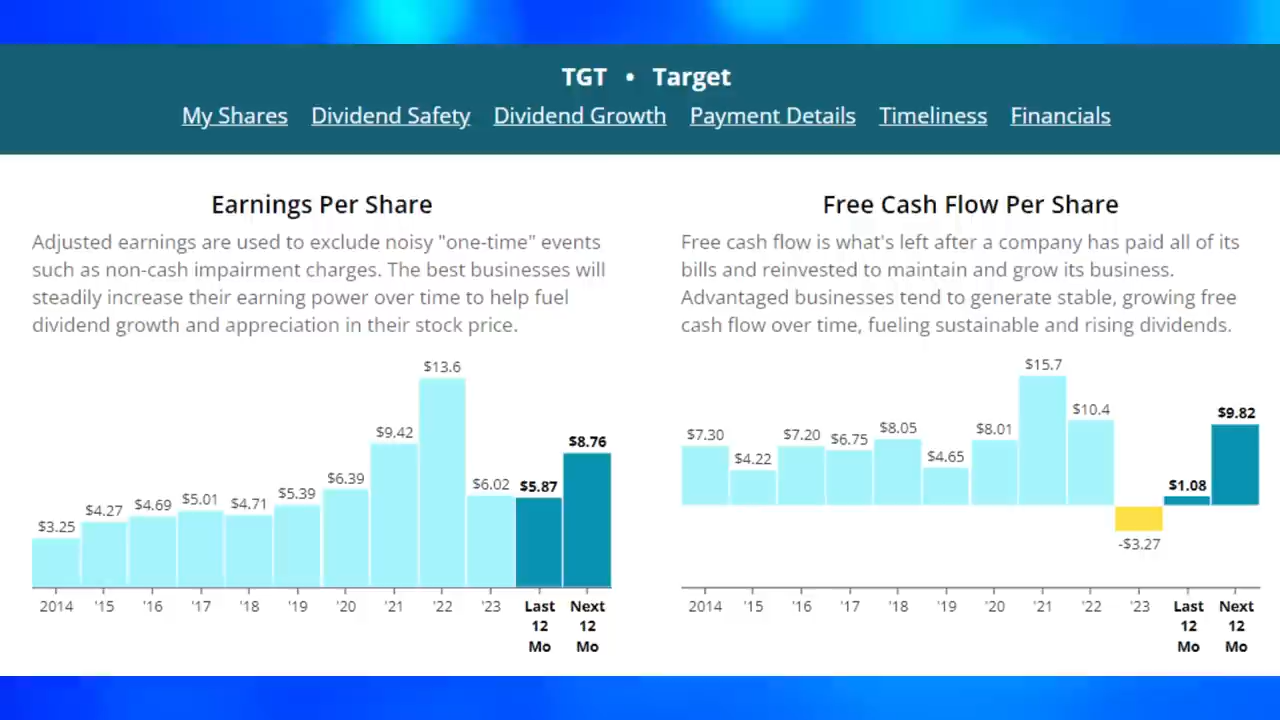 TGT • Target
My Shares Dividend Safety Dividend Growth Payment Details Timeliness Financials
Earnings Per Share
Adjusted earnings are used to exclude noisy "one-time" events
such as non-cash impairment charges. The best businesses will
steadily increase their earning power over time to help fuel
dividend growth and appreciation in their stock price.
$3.25 $4.27 $4.69 $5.01 $4.71 $5.39 $6.39 $9.42 $13.6 $6.02 $5.87 $8.76
2014 '15 '16 '17 '18 '19 '20 '21 '22 '23 Last Next
12 12
Mo Mo
Free Cash Flow Per Share
Free cash flow is what's left after a company has paid all of its
bills and reinvested to maintain and grow its business.
Advantaged businesses tend to generate stable, growing free
cash flow over time, fueling sustainable and rising dividends.
$7.30 $4.22 $7.20 $6.75 $8.05 $4.65 $8.01 $15.7 $10.4 -$3.27 $1.08 $9.82
2014 '15 '16 '17 '18 '19 '20 '21 '22 '23 Last Next
12 12
Mo Mo